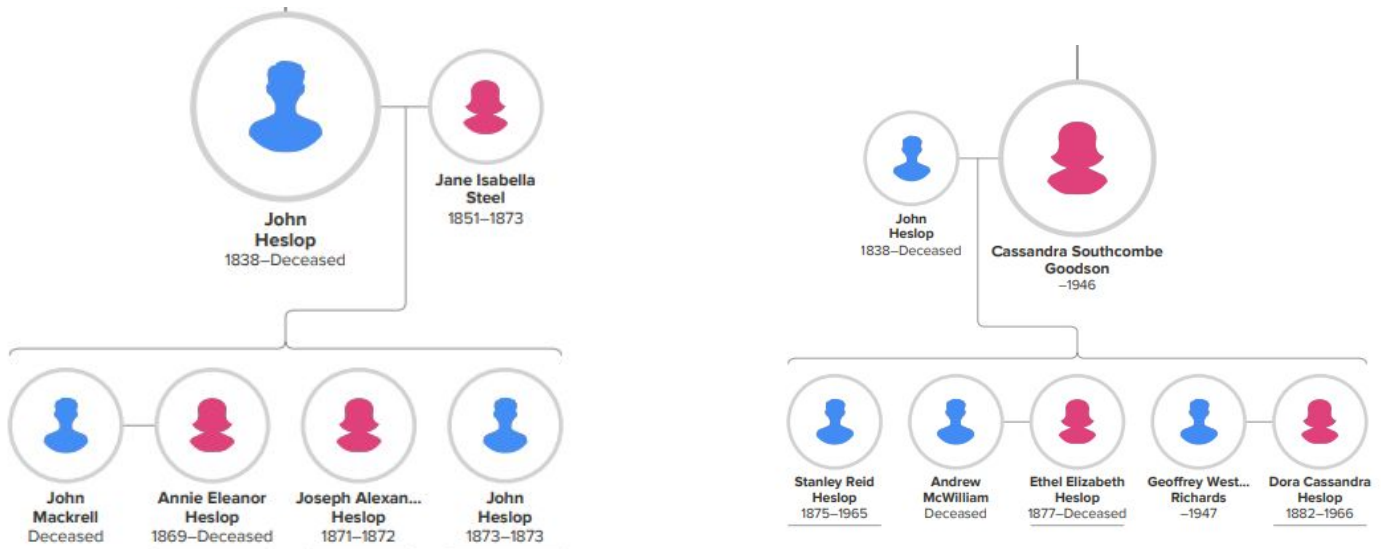 John
Heslop
1838–Deceased
Jane Isabella
Steel
1851–1873
John
Mackrell
Deceased
Annie Eleanor
Heslop
1869–Deceased
Joseph Alexan...
Heslop
1871–1872
John
Heslop
1873–1873
John
Heslop
1838–Deceased
Cassandra Southcombe
Goodson
–1946
Stanley Reid
Heslop
1875–1965
Andrew
McWilliam
Deceased
Ethel Elizabeth
Heslop
1877–Deceased
Geoffrey West...
Richards
–1947
Dora Cassandra
Heslop
1882–1966